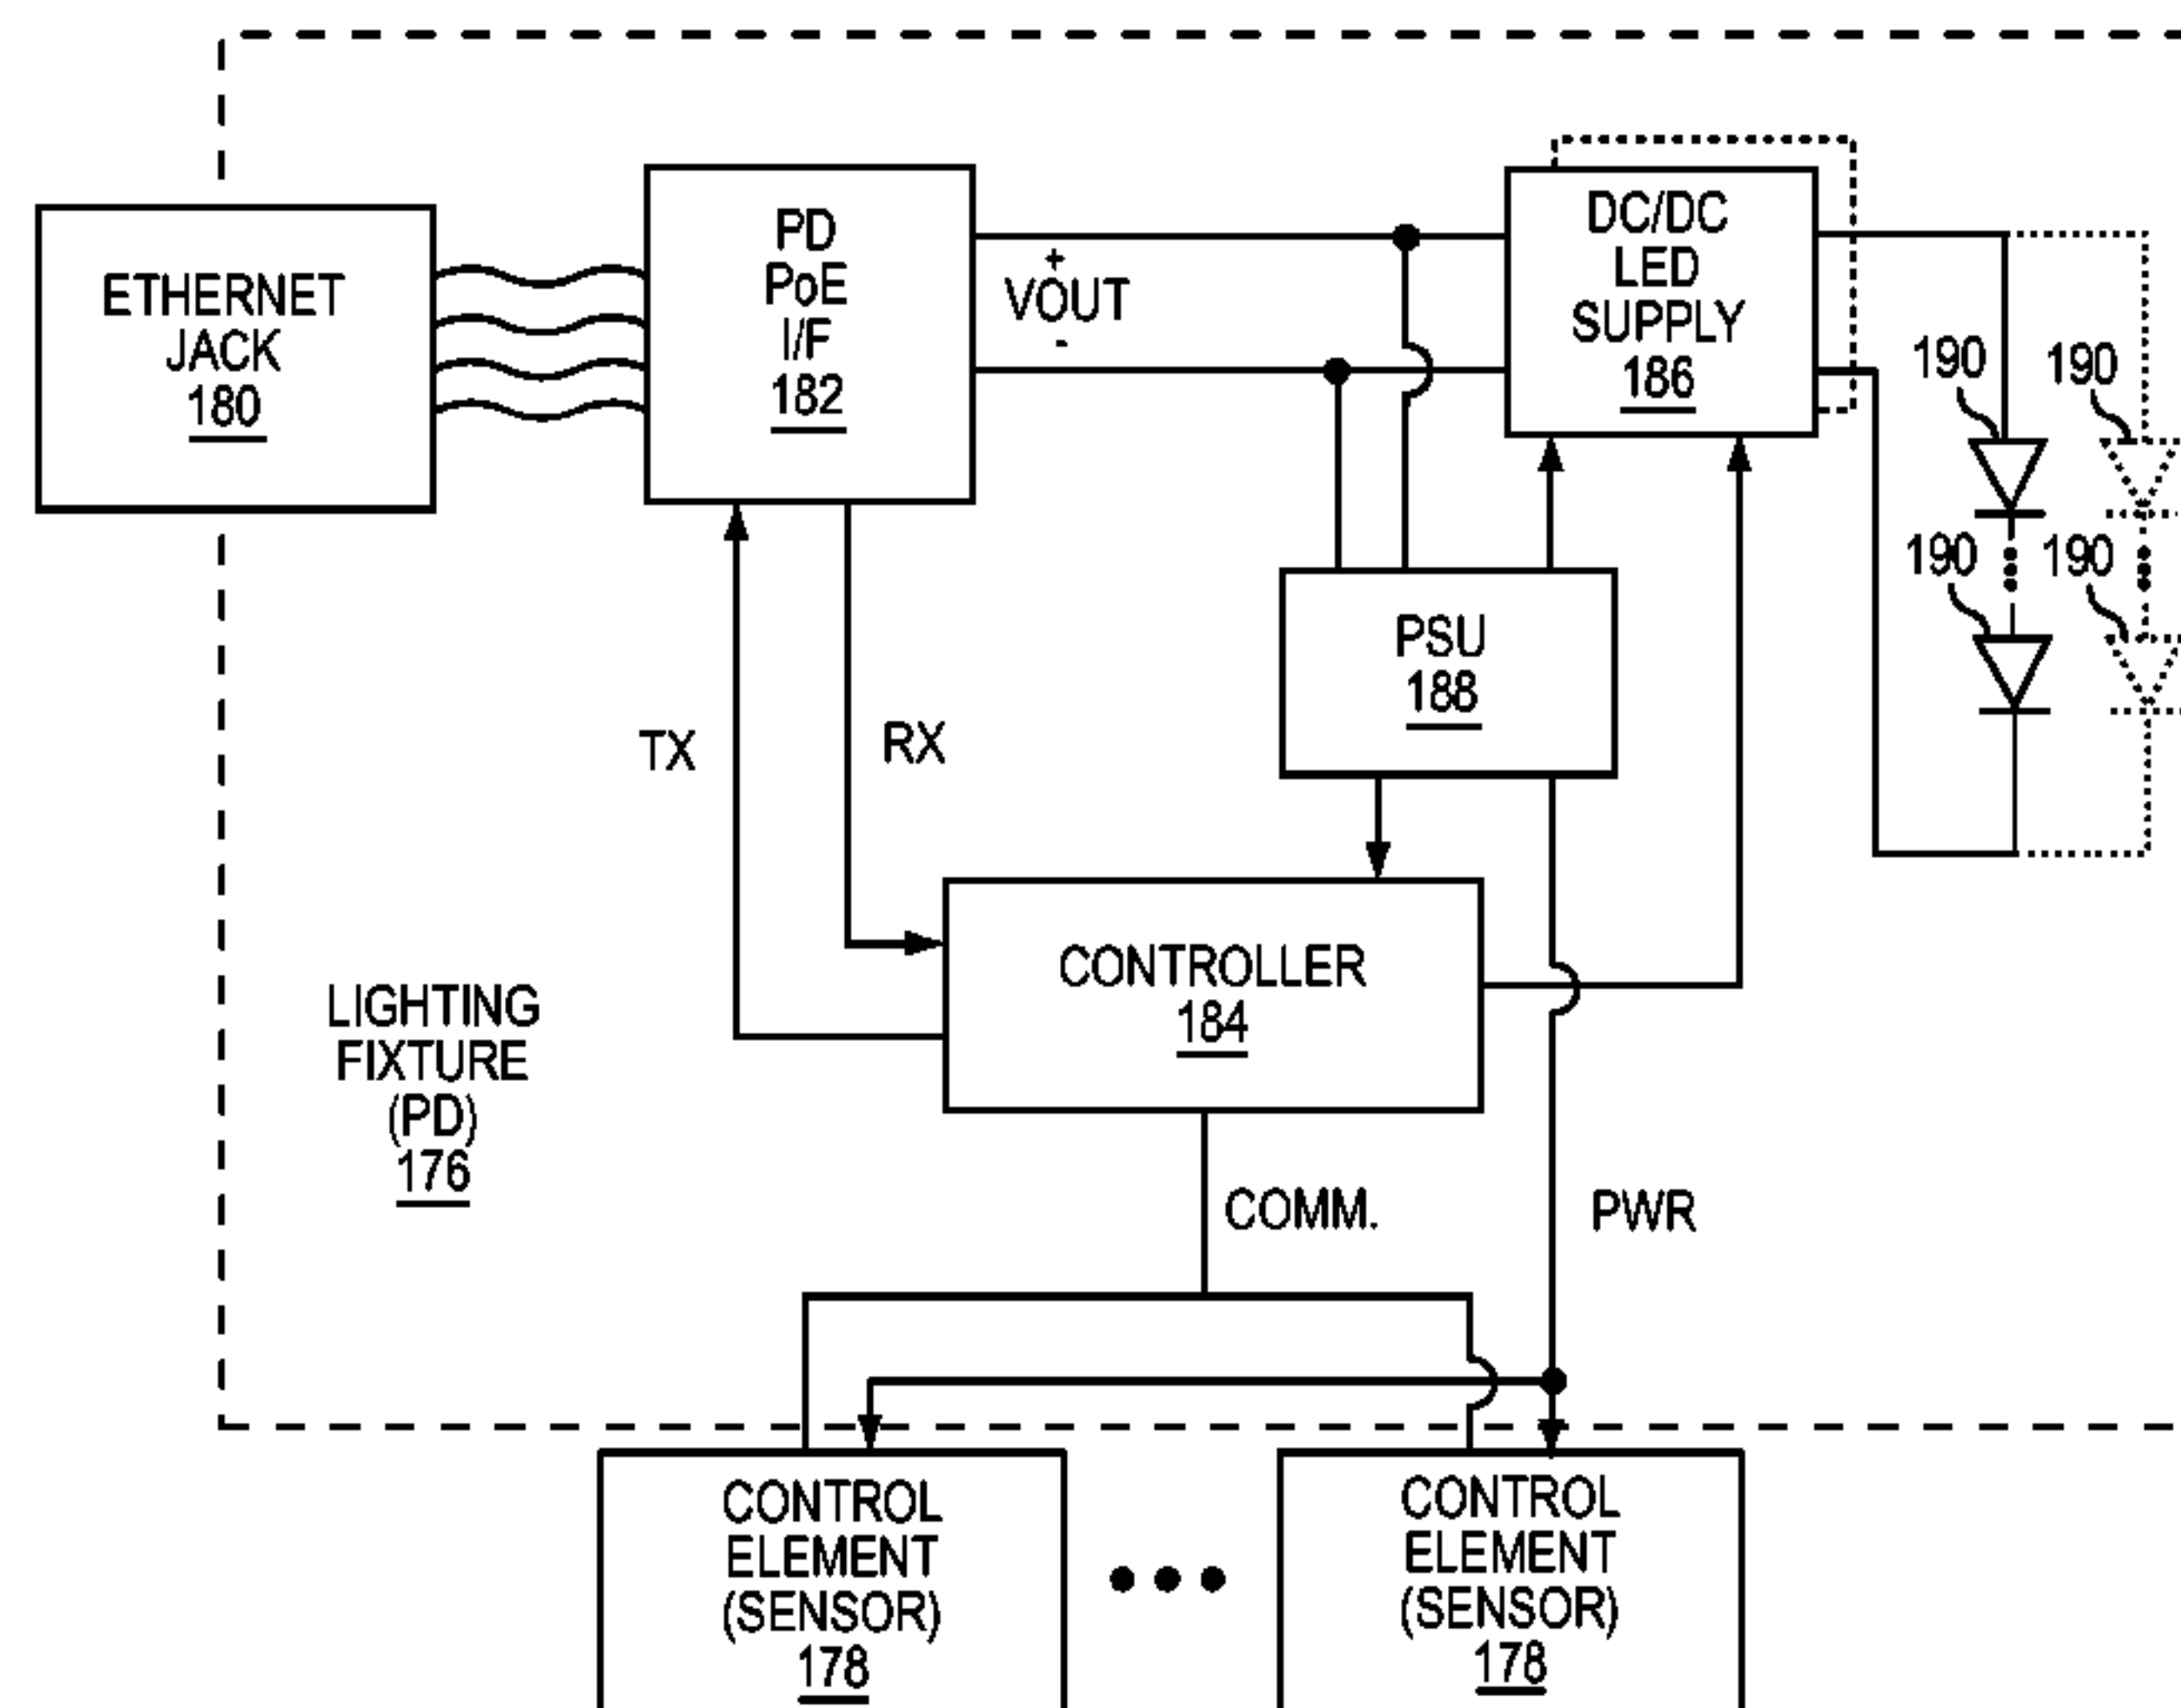 ETHERNET
JACK
180
PD
PoE
I/F
182
+
VOUT
-
DC/DC
LED
SUPPLY
186
190
190
190
190
PSU
188
TX
RX
CONTROLLER
184
LIGHTING
FIXTURE
(PD)
176
COMM.
PWR
CONTROL
ELEMENT
(SENSOR)
178
CONTROL
ELEMENT
(SENSOR)
178